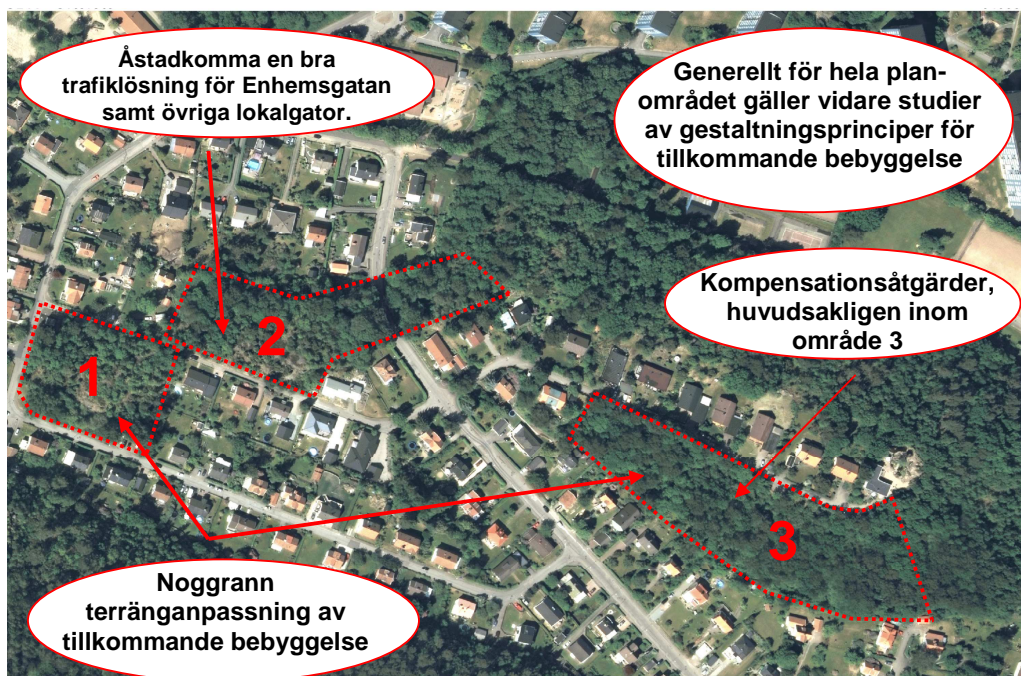 Åstadkomma en bra
trafiklösning för Enhemsgatan
samt övriga lokalgator.
Generellt för hela plan-
området gäller vidare studier
av gestaltningsprinciper för
tillkommande bebyggelse
Kompensationsåtgärder,
huvudsakligen inom
område 3
1
2
3
Noggrann
terränganpassning av
tillkommande bebyggelse